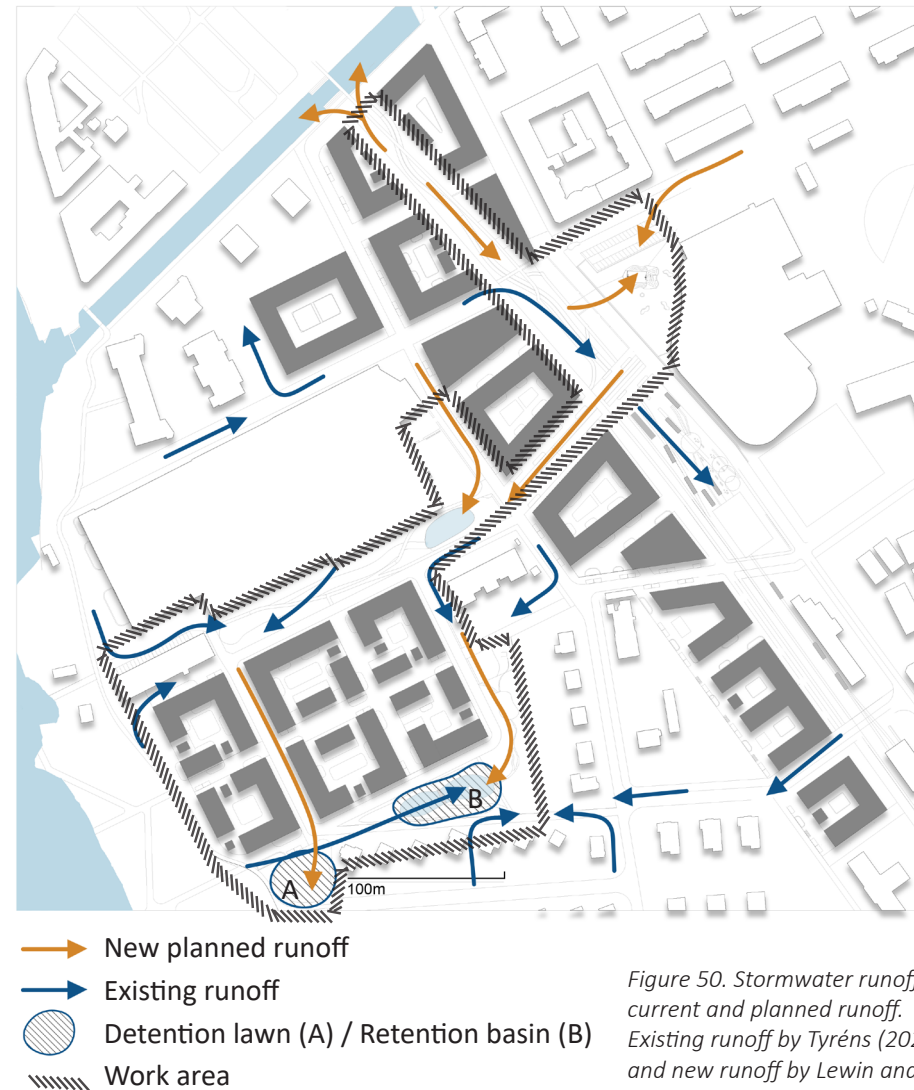 B
A
100m
New planned runoff
Existing runoff
Detention lawn (A) / Retention basin (B)
Work area
Figure 50. Stormwater runoff
current and planned runoff.
Existing runoff by Tyréns (202
and new runoff by Lewin and